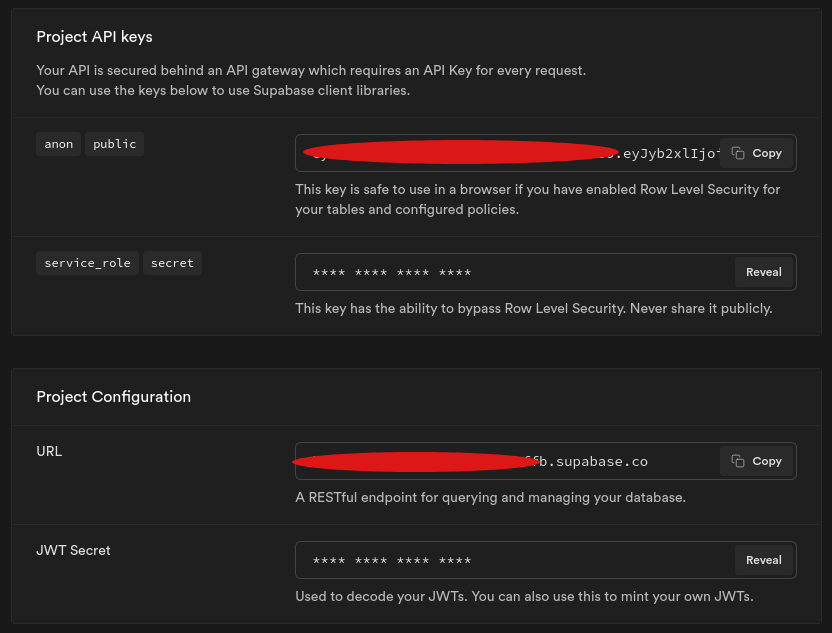 Project API keys
Your API is secured behind an API gateway which requires an API Key for every request.
You can use the keys below to use Supabase client libraries.
anon public
.eyJyb2xlIjoi Copy
This key is safe to use in a browser if you have enabled Row Level Security for
your tables and configured policies.
service_role secret
**** **** **** **** Reveal
This key has the ability to bypass Row Level Security. Never share it publicly.
Project Configuration
URL
fb.supabase.co Copy
A RESTful endpoint for querying and managing your database.
JWT Secret
**** **** **** **** Reveal
Used to decode your JWTs. You can also use this to mint your own JWTs.